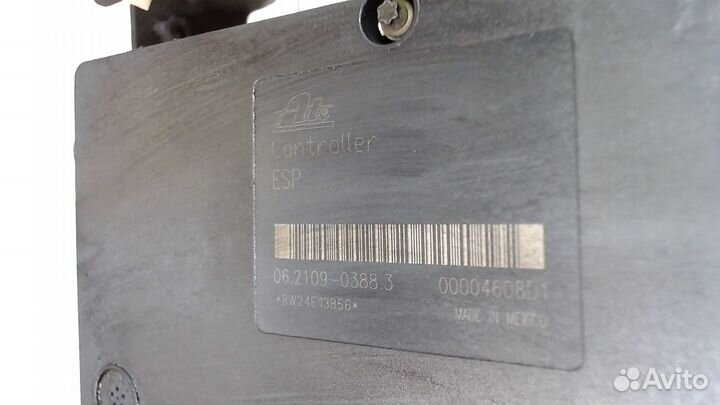 Ate
Controller
ESP
06.2109-0388.3
00004608D1
*8W24E13B56*
MADE IN MEXICO
Avito